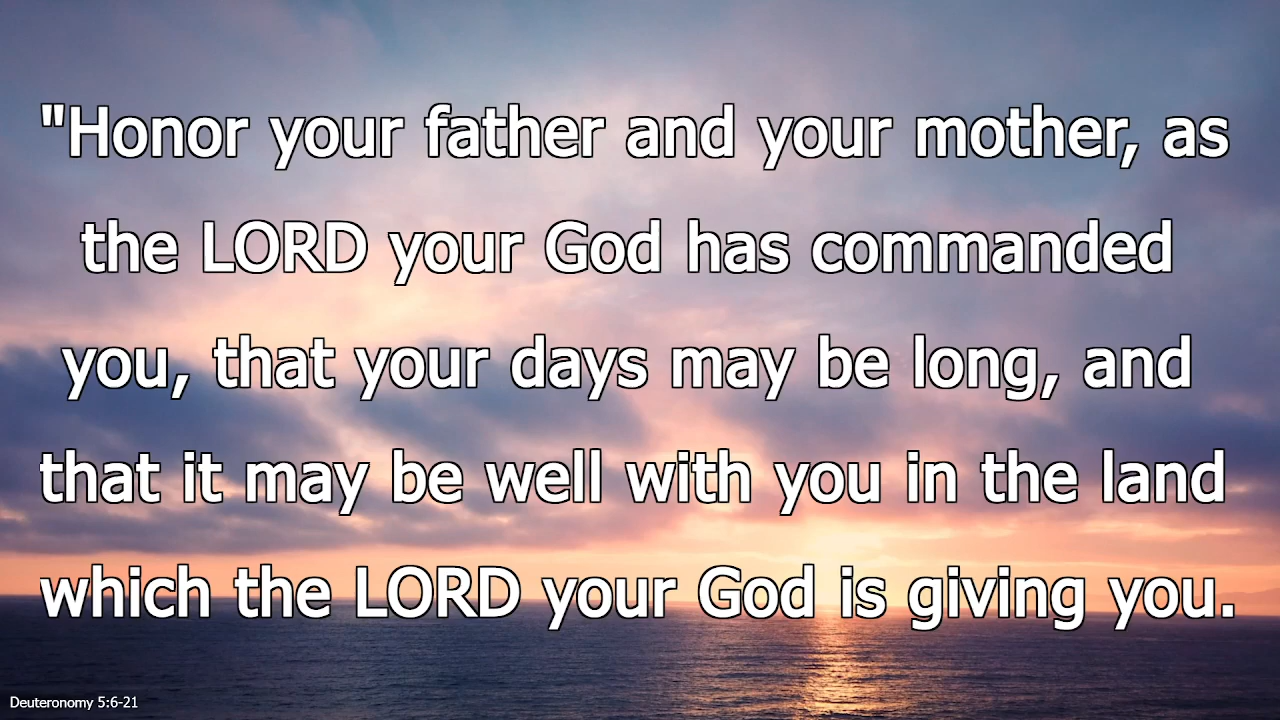 "Honor your father and your mother, as
the LORD your God has commanded
you, that your days may be long, and
that it may be well with you in the land
which the LORD your God is giving you.
Deuteronomy 5:6-21